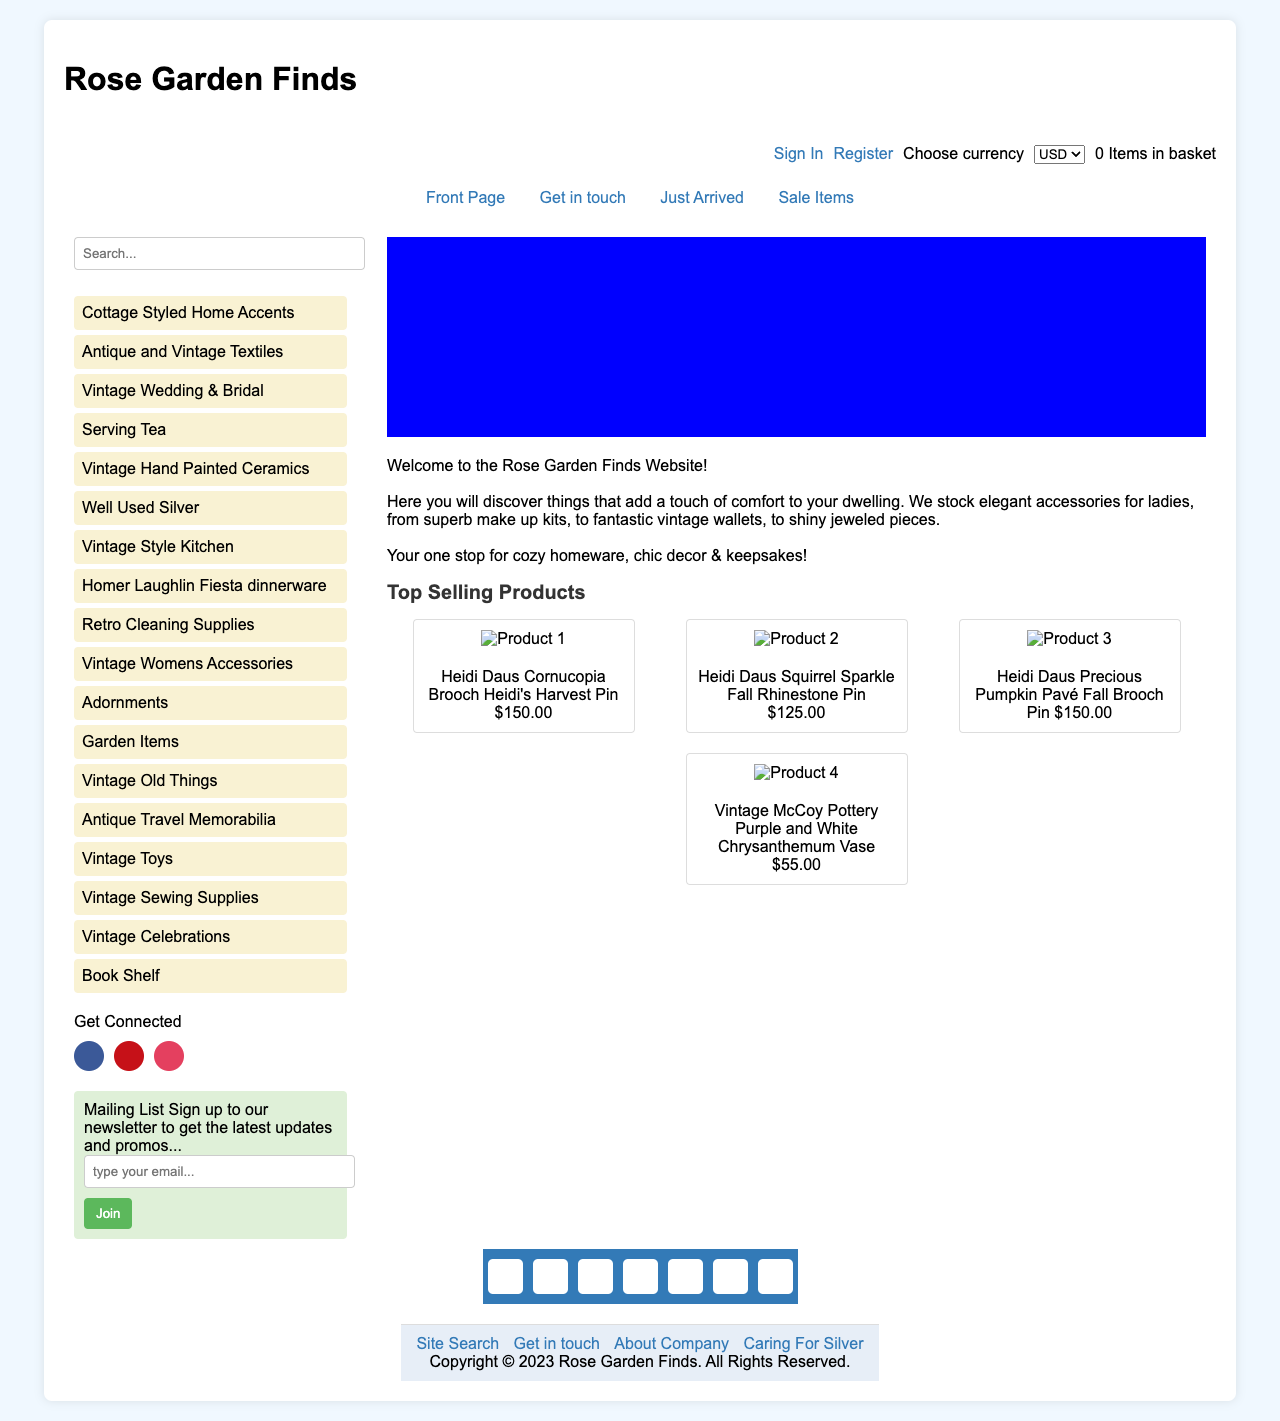 Rose Garden Finds
Sign In Register Choose currency USD 0 Items in basket
Front Page Get in touch Just Arrived Sale Items
Search...
Cottage Styled Home Accents
Antique and Vintage Textiles
Vintage Wedding & Bridal
Serving Tea
Vintage Hand Painted Ceramics
Well Used Silver
Vintage Style Kitchen
Homer Laughlin Fiesta dinnerware
Retro Cleaning Supplies
Vintage Womens Accessories
Adornments
Garden Items
Vintage Old Things
Antique Travel Memorabilia
Vintage Toys
Vintage Sewing Supplies
Vintage Celebrations
Book Shelf
Get Connected
Mailing List Sign up to our
newsletter to get the latest updates
and promos...
type your email...
Join
Welcome to the Rose Garden Finds Website!
Here you will discover things that add a touch of comfort to your dwelling. We stock elegant accessories for ladies,
from superb make up kits, to fantastic vintage wallets, to shiny jeweled pieces.
Your one stop for cozy homeware, chic decor & keepsakes!
Top Selling Products
Product 1
Heidi Daus Cornucopia
Brooch Heidi's Harvest Pin
$150.00
Product 2
Heidi Daus Squirrel Sparkle
Fall Rhinestone Pin
$125.00
Product 3
Heidi Daus Precious
Pumpkin Pavé Fall Brooch
Pin $150.00
Product 4
Vintage McCoy Pottery
Purple and White
Chrysanthemum Vase
$55.00
Site Search Get in touch About Company Caring For Silver
Copyright © 2023 Rose Garden Finds. All Rights Reserved.